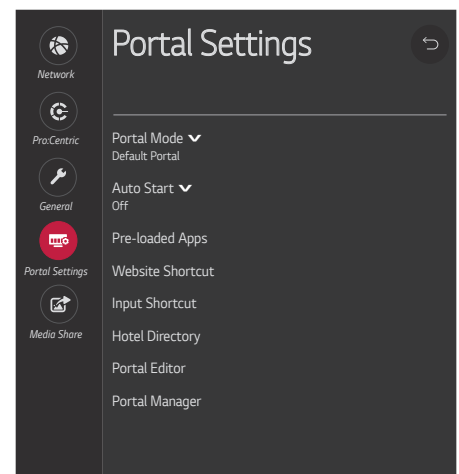 Portal Settings
Network
Pro:Centric
General
Portal Settings
Media Share
Portal Mode
Default Portal
Auto Start
Off
Pre-loaded Apps
Website Shortcut
Input Shortcut
Hotel Directory
Portal Editor
Portal Manager